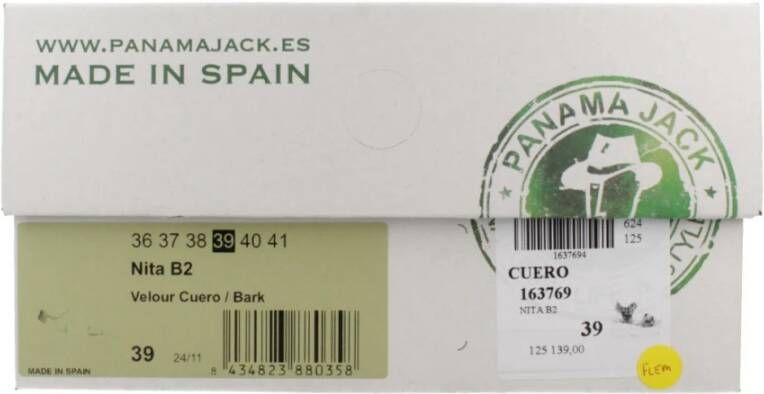 WWW.PANAMAJACK.ES
MADE IN SPAIN
PANAMA JACK
36 37 38 39 40 41
Nita B2
Velour Cuero / Bark
39 24/11
8 434823 880358
MADE IN SPAIN
624
125
1637694
CUERO
163769
NITA B2
39
125 139,00
FLEM